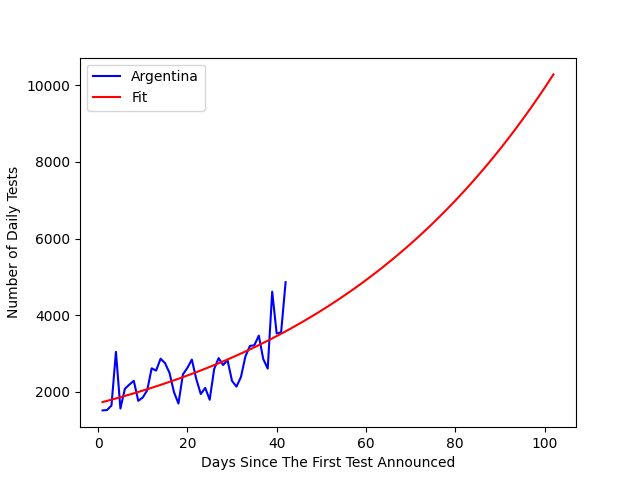 Argentina
Fit
10000
8000
6000
4000
2000
Number of Daily Tests
0 20 40 60 80 100
Days Since The First Test Announced